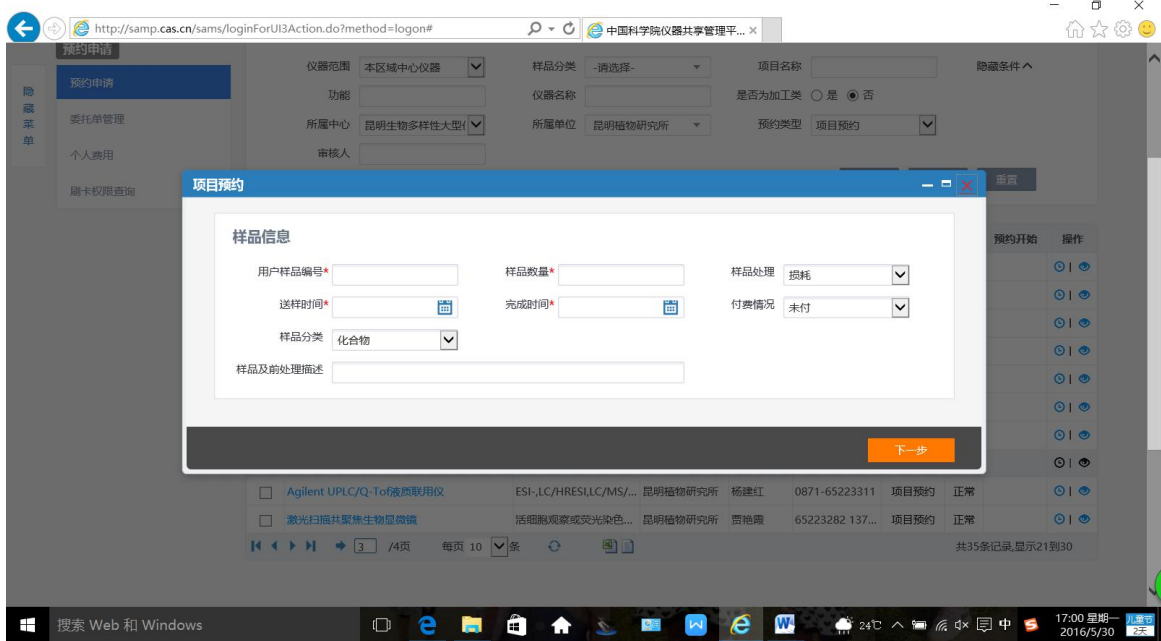 http://samp.cas.cn/sams/loginForUI3Action.do?method=logon#
中国科学院仪器共享管理平...
预约申请
隐藏菜单
预约申请
委托单管理
个人费用
刷卡权限查询
仪器范围 本区域中心仪器 样品分类 -请选择- 项目名称 隐藏条件
功能 仪器名称 是否为加工类 是 否
所属中心 昆明生物多样性大型 所属单位 昆明植物研究所 预约类型 项目预约
审核人
重置
项目预约
样品信息
用户样品编号* 样品数量* 样品处理 损耗
送样时间* 完成时间* 付费情况 未付
样品分类 化合物
样品及前处理描述
下一步
预约开始 操作
Agilent UPLC/Q-Tof液质联用仪 ESI-,LC/HRESI,LC/MS/... 昆明植物研究所 杨建红 0871-65223311 项目预约 正常
激光扫描共聚焦生物显微镜 活细胞观察或荧光染色... 昆明植物研究所 贾艳霞 65223282 137... 项目预约 正常
3 /4页 每页 10 条 共35条记录,显示21到30
搜索 Web 和 Windows
24℃ 中 17:00 星期一 儿童节
2016/5/30 2天